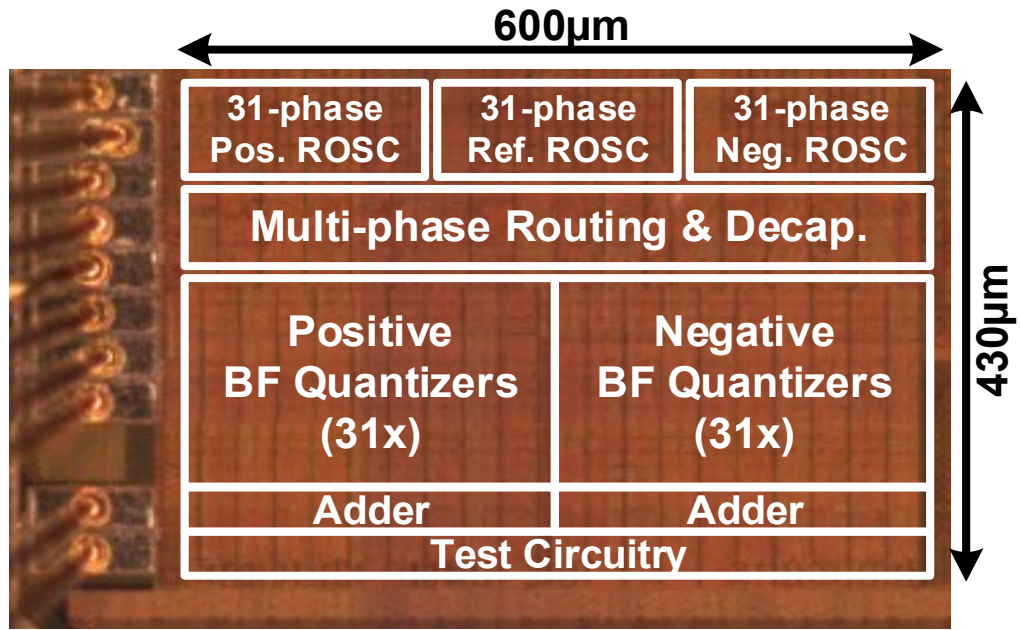 600µm
31-phase
Pos. ROSC
31-phase
Ref. ROSC
31-phase
Neg. ROSC
Multi-phase Routing & Decap.
430µm
Positive
BF Quantizers
(31x)
Negative
BF Quantizers
(31x)
Adder
Adder
Test Circuitry